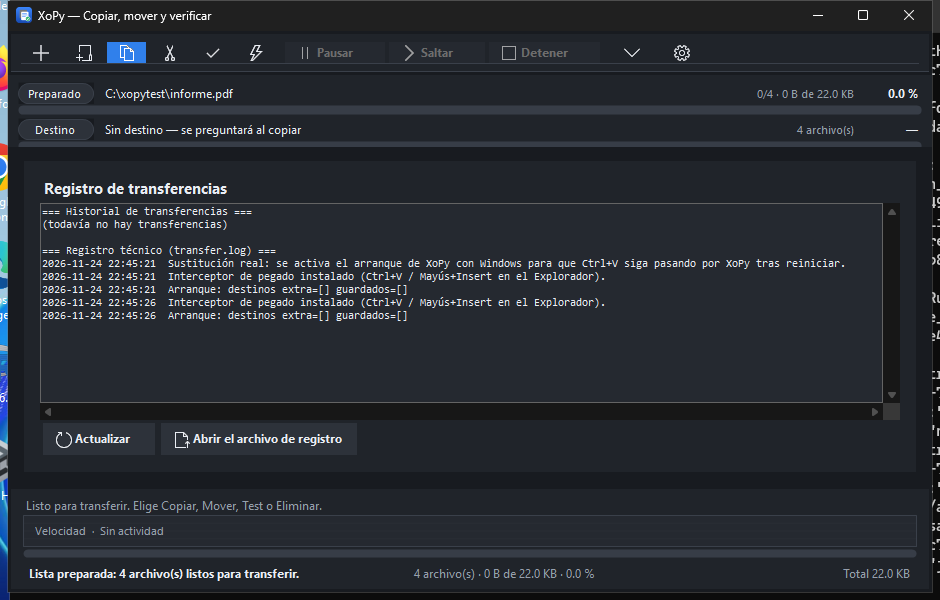 XoPy — Copiar, mover y verificar
Pausar
Saltar
Detener
Preparado
C:\xopytest\informe.pdf
0/4 · 0 B de 22.0 KB
0.0 %
Destino
Sin destino — se preguntará al copiar
4 archivo(s)
—
Registro de transferencias
=== Historial de transferencias ===
(todavía no hay transferencias)
=== Registro técnico (transfer.log) ===
2026-11-24 22:45:21  Sustitución real: se activa el arranque de XoPy con Windows para que Ctrl+V siga pasando por XoPy tras reiniciar.
2026-11-24 22:45:21  Interceptor de pegado instalado (Ctrl+V / Mayús+Insert en el Explorador).
2026-11-24 22:45:21  Arranque: destinos extra=[] guardados=[]
2026-11-24 22:45:26  Interceptor de pegado instalado (Ctrl+V / Mayús+Insert en el Explorador).
2026-11-24 22:45:26  Arranque: destinos extra=[] guardados=[]
Actualizar
Abrir el archivo de registro
Listo para transferir. Elige Copiar, Mover, Test o Eliminar.
Velocidad · Sin actividad
Lista preparada: 4 archivo(s) listos para transferir.
4 archivo(s) · 0 B de 22.0 KB · 0.0 %
Total 22.0 KB